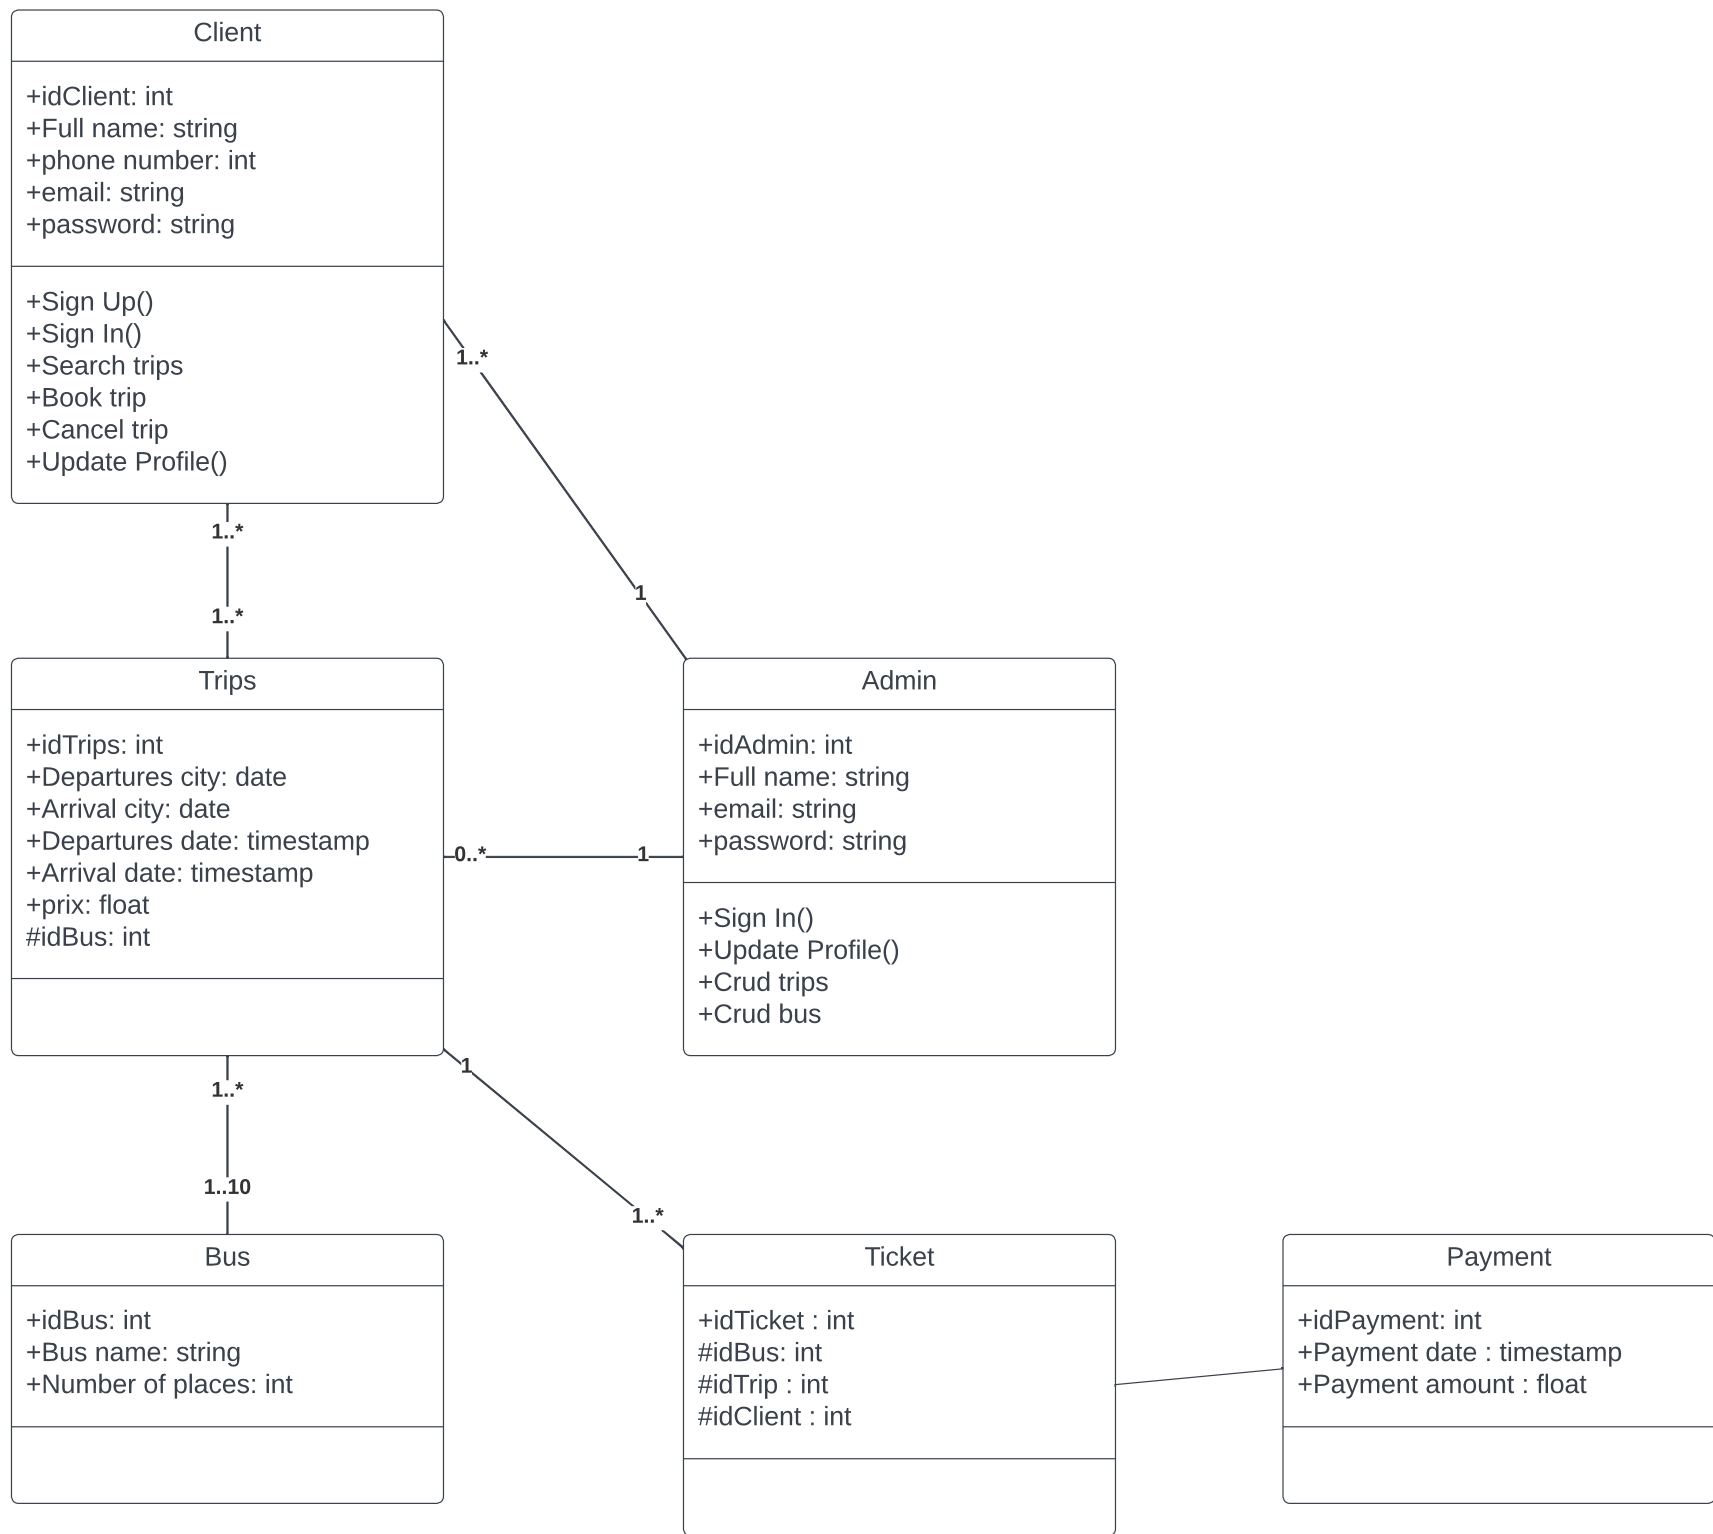 Client
+idClient: int
+Full name: string
+phone number: int
+email: string
+password: string
+Sign Up()
+Sign In()
+Search trips
+Book trip
+Cancel trip
+Update Profile()
1..*
1
1..*
1..*
Trips
+idTrips: int
+Departures city: date
+Arrival city: date
+Departures date: timestamp
+Arrival date: timestamp
+prix: float
#idBus: int
0..*
1
Admin
+idAdmin: int
+Full name: string
+email: string
+password: string
+Sign In()
+Update Profile()
+Crud trips
+Crud bus
1..*
1..10
1
1..*
Bus
+idBus: int
+Bus name: string
+Number of places: int
Ticket
+idTicket : int
#idBus: int
#idTrip : int
#idClient : int
Payment
+idPayment: int
+Payment date : timestamp
+Payment amount : float